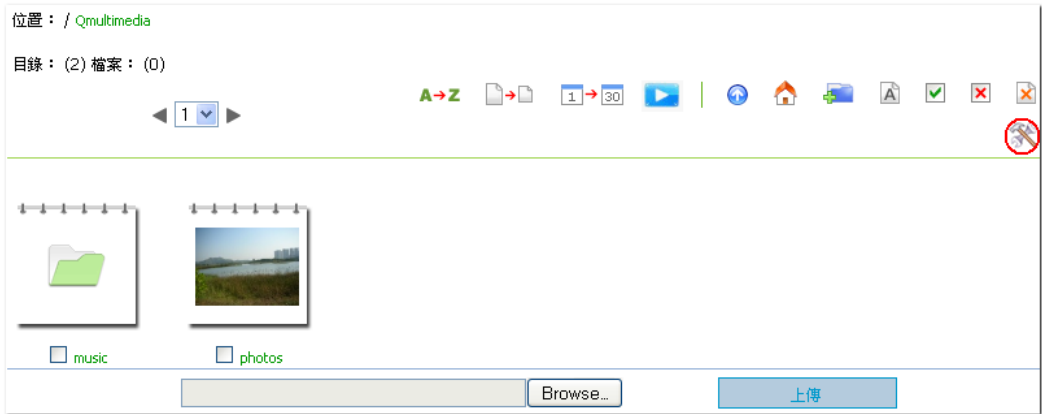 位置： / Qmultimedia
目錄： (2) 檔案： (0)
A→Z 1→30 A
1
music photos
Browse... 上傳